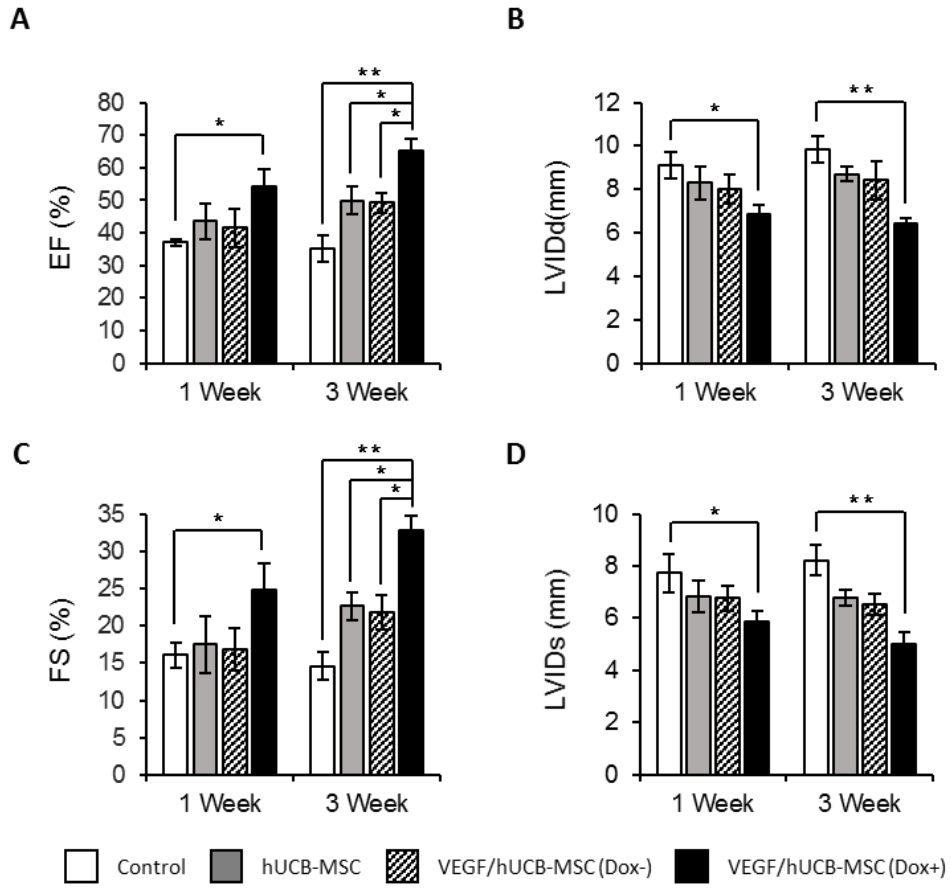 A
**
*
*
*
80
70
60
50
40
30
20
10
0
EF (%)
1 Week
3 Week
B
*
**
12
10
8
6
4
2
0
LVIDd(mm)
1 Week
3 Week
C
**
*
*
*
35
30
25
20
15
10
5
0
FS (%)
1 Week
3 Week
D
*
**
10
8
6
4
2
0
LVIDs (mm)
1 Week
3 Week
Control
hUCB-MSC
VEGF/hUCB-MSC(Dox-)
VEGF/hUCB-MSC(Dox+)